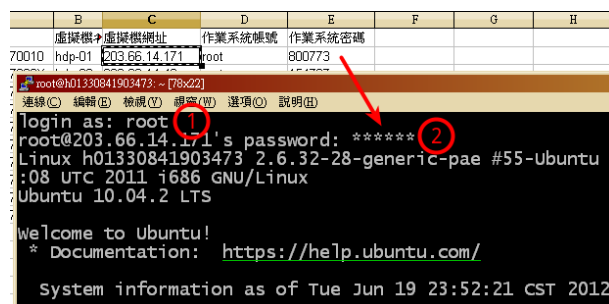 B C D E F G H
虛擬機 虛擬機網址 作業系統帳號 作業系統密碼
70010 hdp-01 203.66.14.171 root 800773
root@h01330841903473: ~ [78x22]
連線(C) 編輯(E) 檢視(V) 視窗(W) 選項(O) 說明(H)
login as: root 1
root@203.66.14.171's password: ****** 2
Linux h01330841903473 2.6.32-28-generic-pae #55-Ubuntu
:08 UTC 2011 i686 GNU/Linux
Ubuntu 10.04.2 LTS
Welcome to Ubuntu!
* Documentation: https://help.ubuntu.com/
System information as of Tue Jun 19 23:52:21 CST 2012